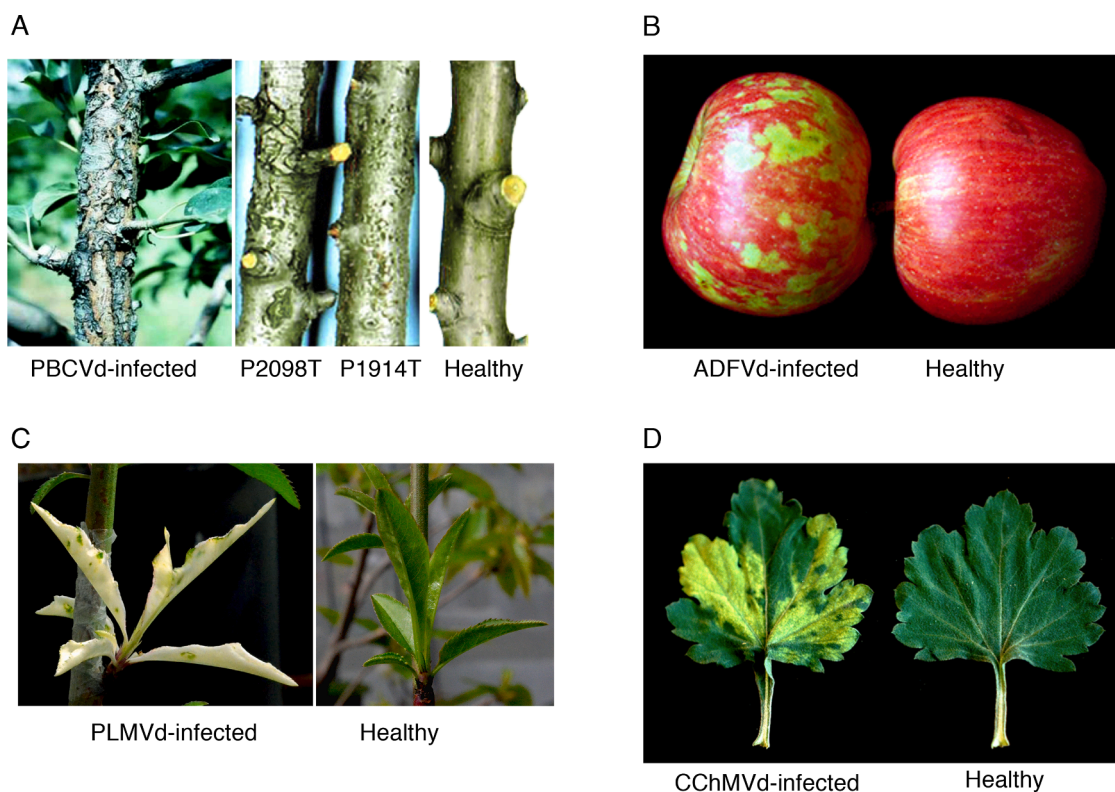 A
B
PBCVd-infected
P2098T
P1914T
Healthy
ADFVd-infected
Healthy
C
D
PLMVd-infected
Healthy
CChMVd-infected
Healthy